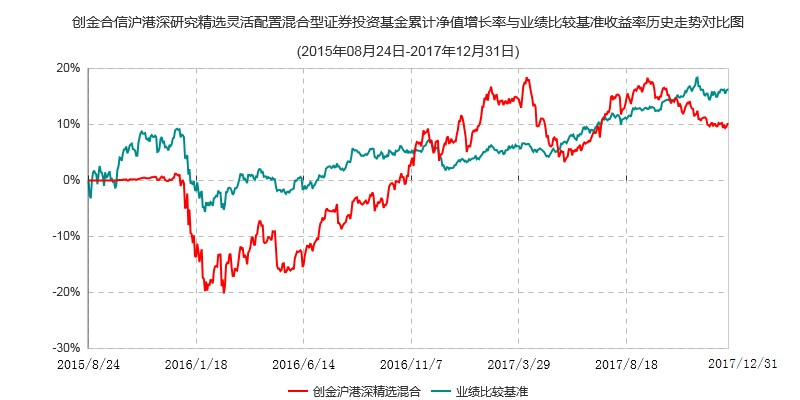 创金合信沪港深研究精选灵活配置混合型证券投资基金累计净值增长率与业绩比较基准收益率历史走势对比图
(2015年08月24日-2017年12月31日)
20%
10%
0%
-10%
-20%
-30%
2015/8/24 2016/1/18 2016/6/14 2016/11/7 2017/3/29 2017/8/18 2017/12/31
创金沪港深精选混合 业绩比较基准